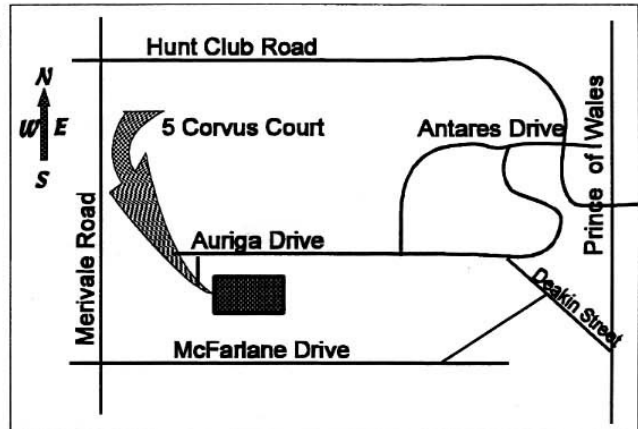 Hunt Club Road
N
W E
S
5 Corvus Court
Antares Drive
Prince of Wales
Merivale Road
Auriga Drive
Deakin Street
McFarlane Drive